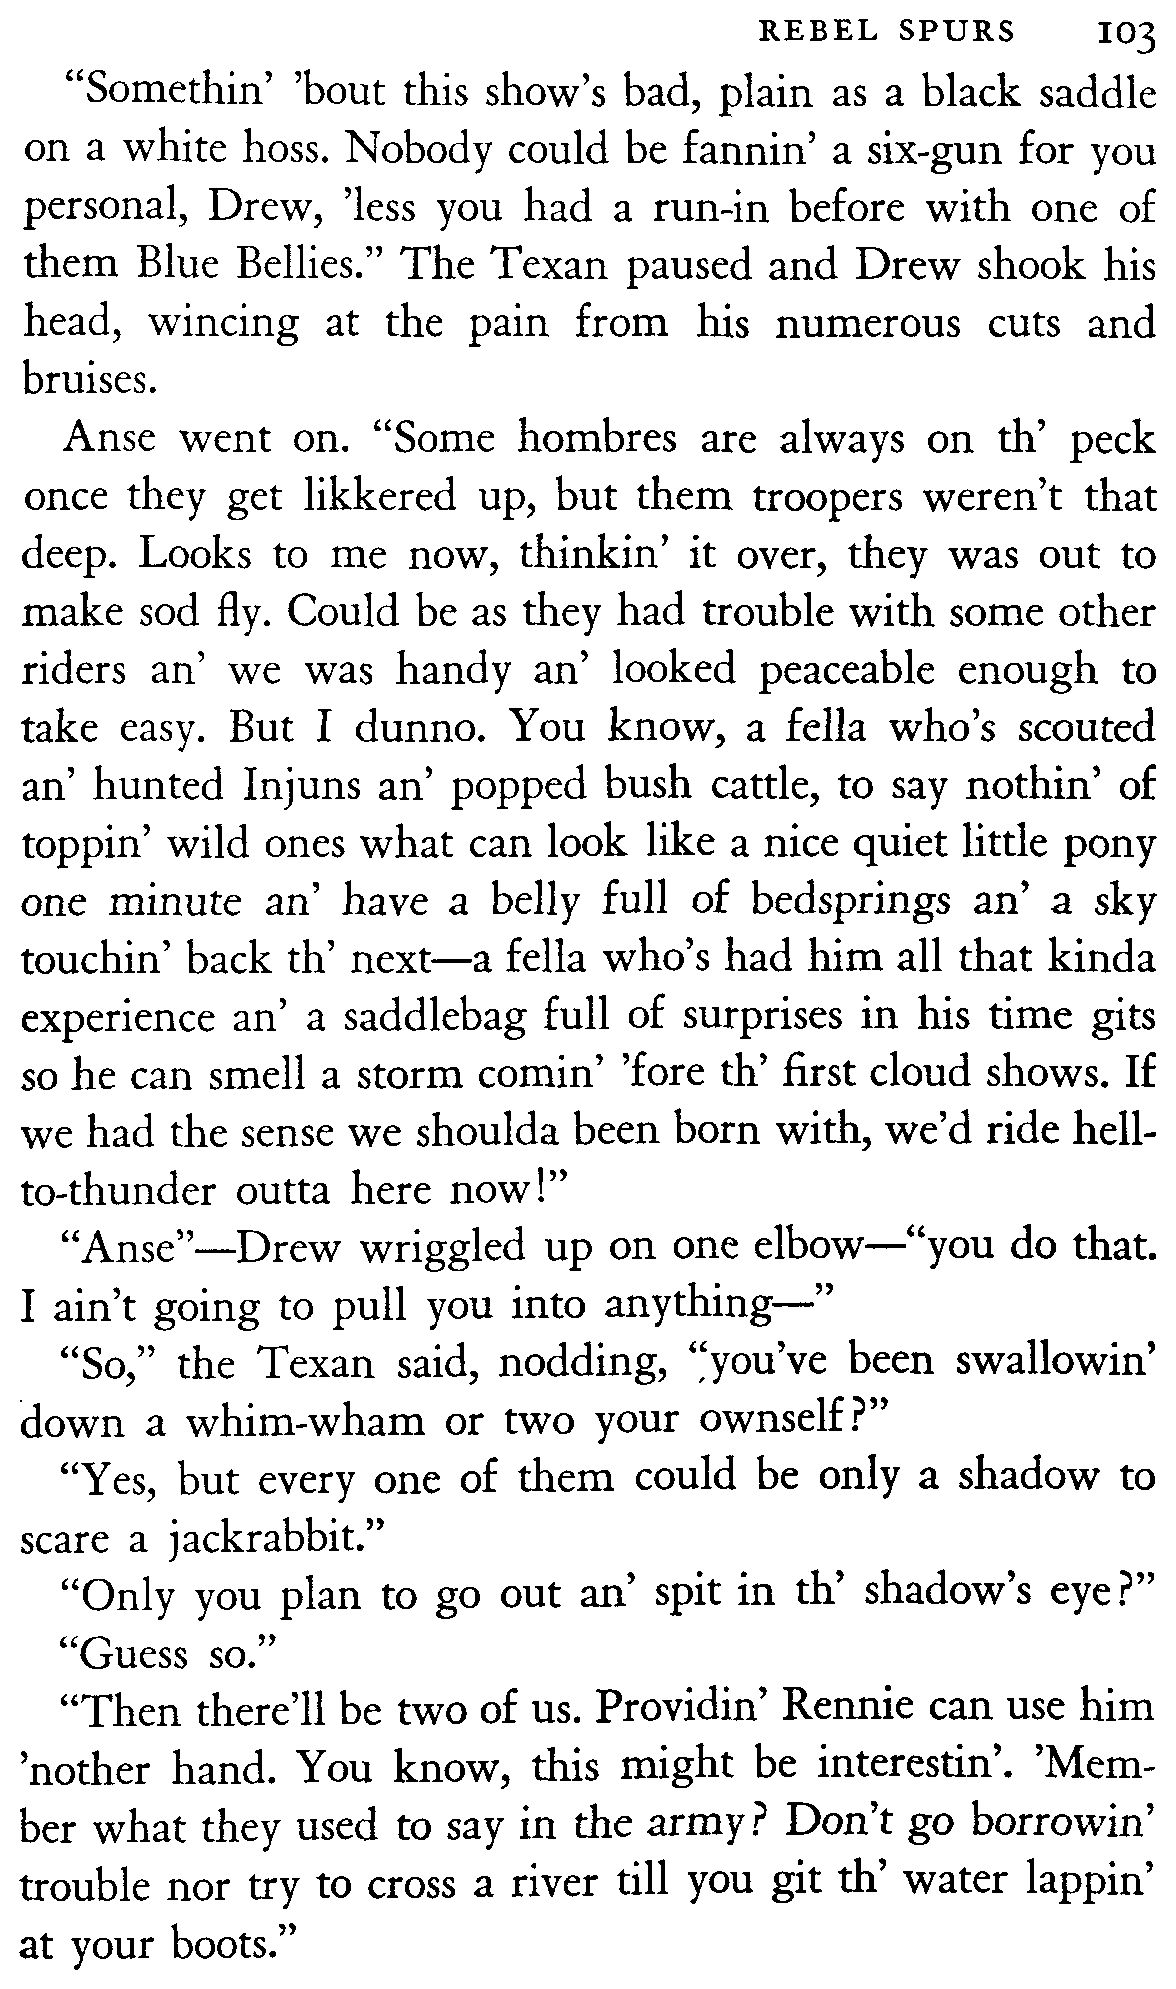 REBEL SPURS 103
“Somethin’ ’bout this show’s bad, plain as a black saddle
on a white hoss. Nobody could be fannin’ a six-gun for you
personal, Drew, ’less you had a run-in before with one of
them Blue Bellies.” The Texan paused and Drew shook his
head, wincing at the pain from his numerous cuts and
bruises.
Anse went on. “Some hombres are always on th’ peck
once they get likkered up, but them troopers weren’t that
deep. Looks to me now, thinkin’ it over, they was out to
make sod fly. Could be as they had trouble with some other
riders an’ we was handy an’ looked peaceable enough to
take easy. But I dunno. You know, a fella who’s scouted
an’ hunted Injuns an’ popped bush cattle, to say nothin’ of
toppin’ wild ones what can look like a nice quiet little pony
one minute an’ have a belly full of bedsprings an’ a sky
touchin’ back th’ next—a fella who’s had him all that kinda
experience an’ a saddlebag full of surprises in his time gits
so he can smell a storm comin’ ’fore th’ first cloud shows. If
we had the sense we shoulda been born with, we’d ride hell-
to-thunder outta here now!”
“Anse”—Drew wriggled up on one elbow—“you do that.
I ain’t going to pull you into anything—”
“So,” the Texan said, nodding, “you’ve been swallowin’
down a whim-wham or two your ownself?”
“Yes, but every one of them could be only a shadow to
scare a jackrabbit.”
“Only you plan to go out an’ spit in th’ shadow’s eye?”
“Guess so.”
“Then there’ll be two of us. Providin’ Rennie can use him
’nother hand. You know, this might be interestin’. ’Mem-
ber what they used to say in the army? Don’t go borrowin’
trouble nor try to cross a river till you git th’ water lappin’
at your boots.”